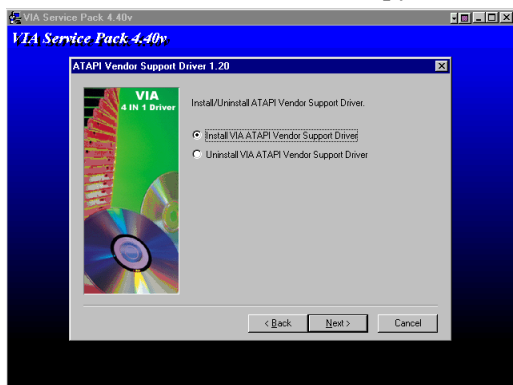 VIA Service Pack 4.40v
VIA Service Pack 4.40v
ATAPI Vendor Support Driver 1.20
VIA
4 IN 1 Driver
Install/Uninstall ATAPI Vendor Support Driver.
Install VIA ATAPI Vendor Support Driver
Uninstall VIA ATAPI Vendor Support Driver
< Back
Next >
Cancel